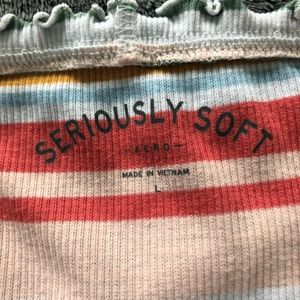 SERIOUSLY SOFT
- AERO -
MADE IN VIETNAM
L